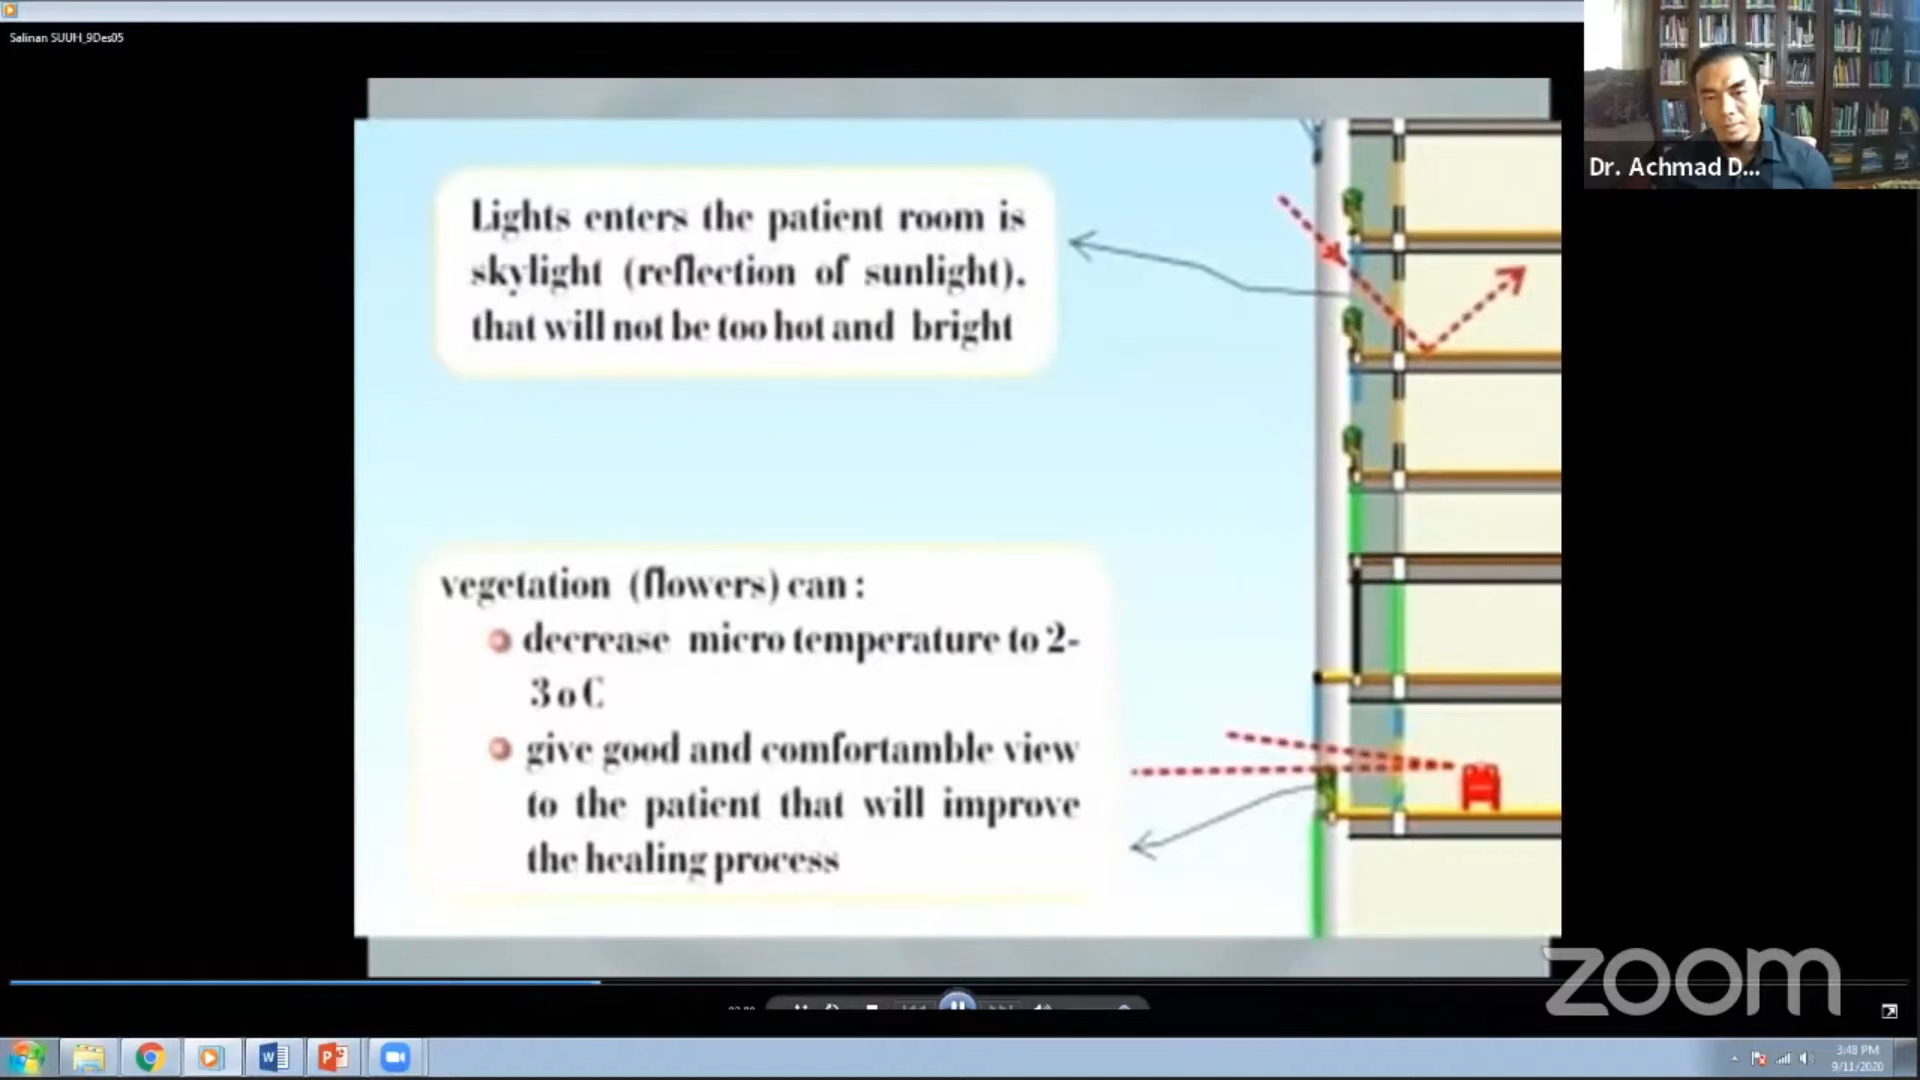 Salinan SUUH_9Des05
Dr. Achmad D...
Lights enters the patient room is
skylight (reflection of sunlight).
that will not be too hot and bright
vegetation (flowers) can :
decrease micro temperature to 2-
3 o C
give good and comfortamble view
to the patient that will improve
the healing process
zoom
3:48 PM
9/11/2020